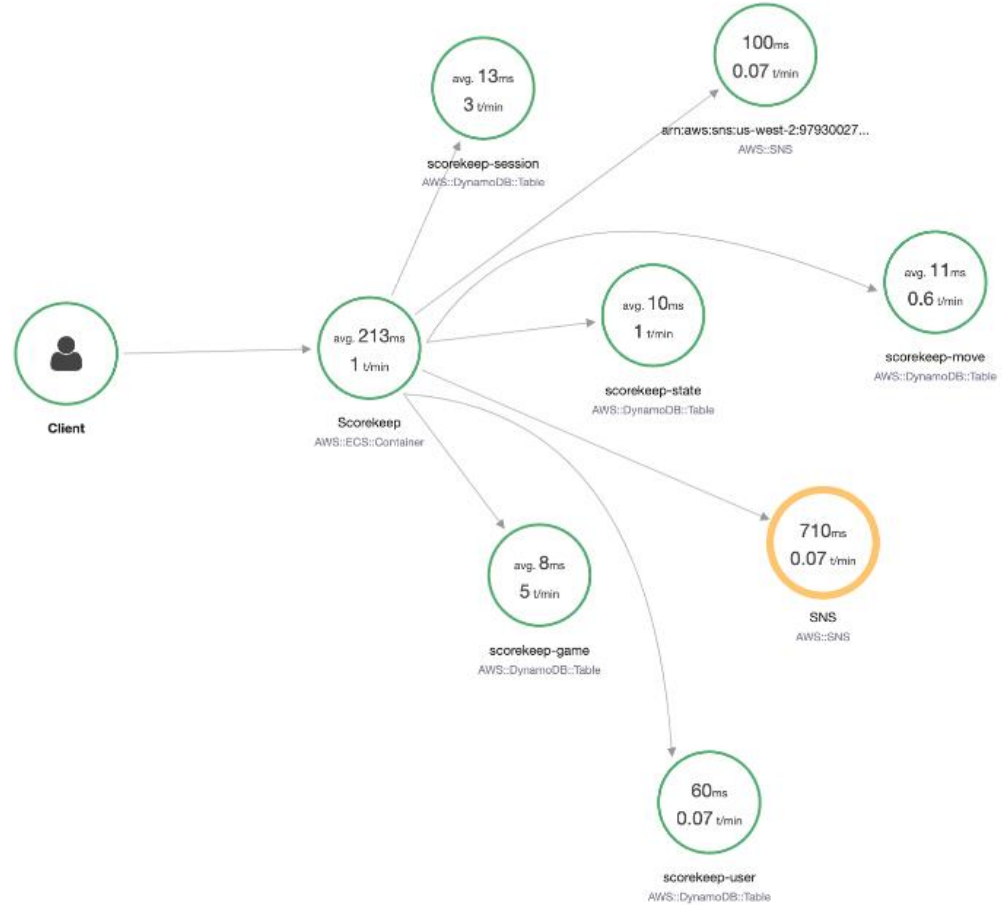 100ms
0.07 t/min
arn:aws:sns:us-west-2:97930027...
AWS::SNS
avg. 13ms
3 t/min
scorekeep-session
AWS::DynamoDB::Table
avg. 11ms
0.6 t/min
scorekeep-move
AWS::DynamoDB::Table
avg. 10ms
1 t/min
scorekeep-state
AWS::DynamoDB::Table
Client
avg. 213ms
1 t/min
Scorekeep
AWS::ECS::Container
710ms
0.07 t/min
SNS
AWS::SNS
avg. 8ms
5 t/min
scorekeep-game
AWS::DynamoDB::Table
60ms
0.07 t/min
scorekeep-user
AWS::DynamoDB::Table